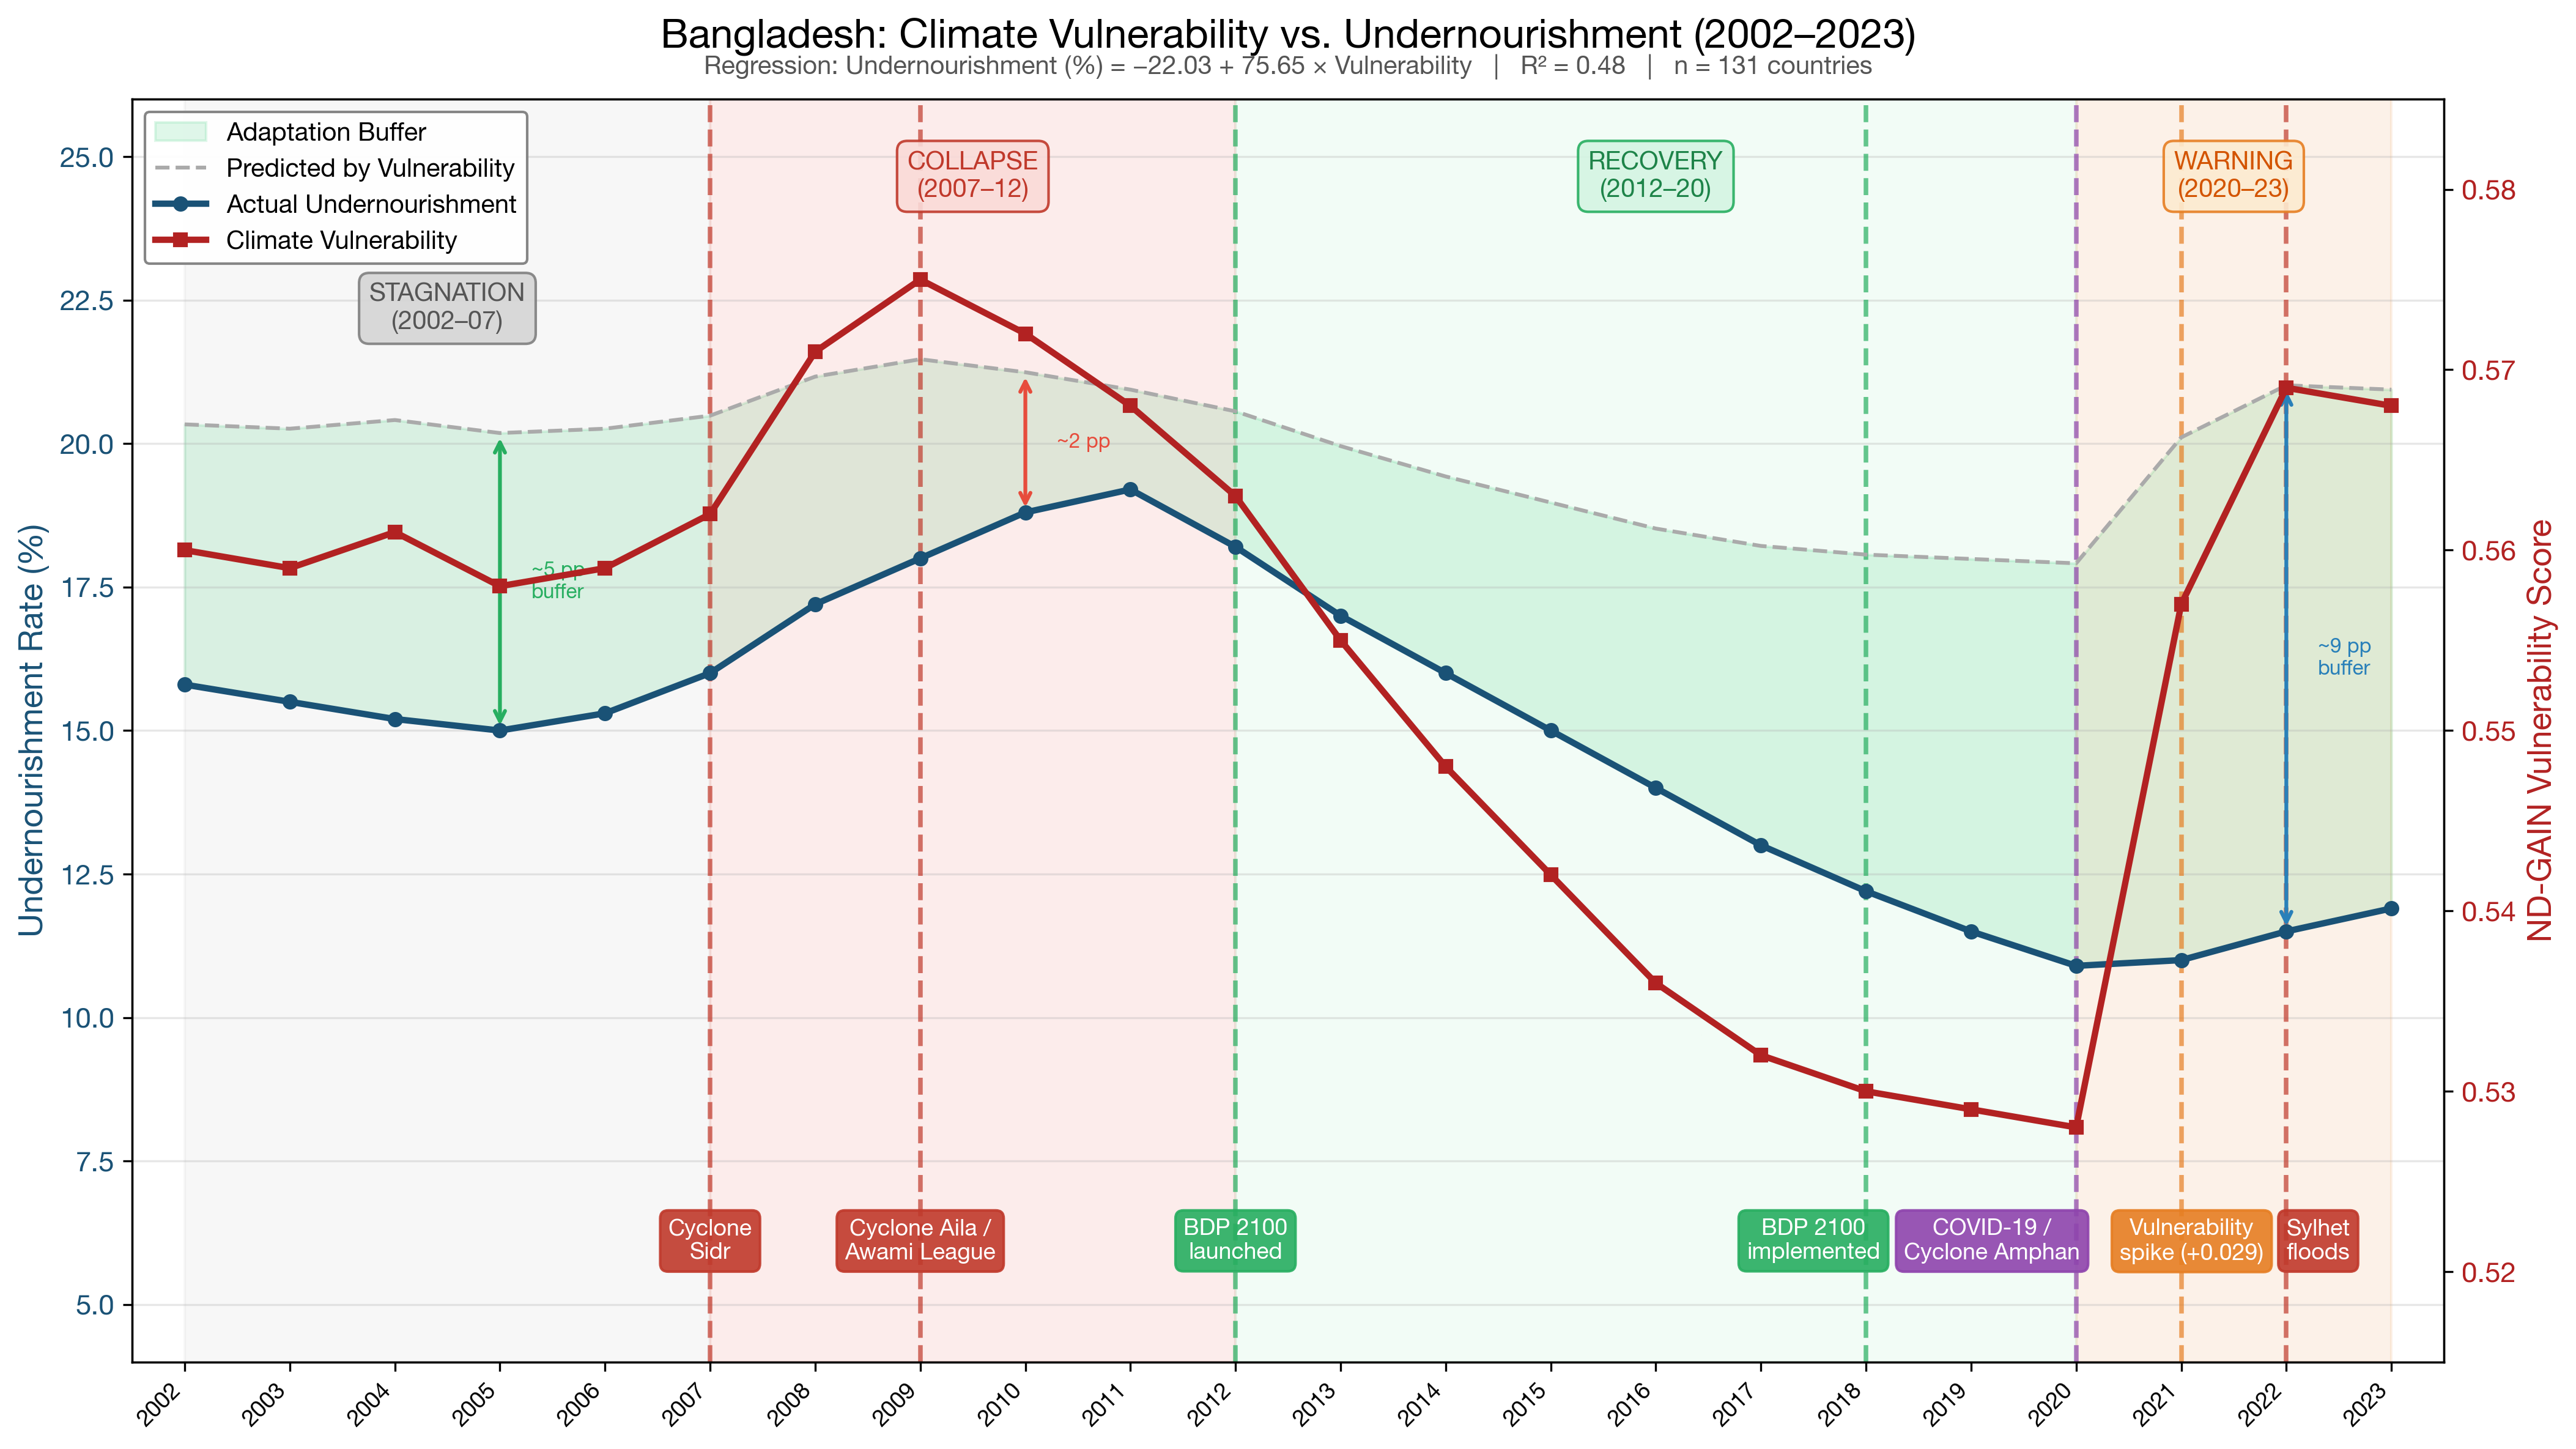 Bangladesh: Climate Vulnerability vs. Undernourishment (2002–2023)
Regression: Undernourishment (%) = −22.03 + 75.65 × Vulnerability | R² = 0.48 | n = 131 countries
Adaptation Buffer
Predicted by Vulnerability
Actual Undernourishment
Climate Vulnerability
STAGNATION
(2002–07)
COLLAPSE
(2007–12)
RECOVERY
(2012–20)
WARNING
(2020–23)
~5 pp
buffer
~2 pp
~9 pp
buffer
Cyclone
Sidr
Cyclone Aila /
Awami League
BDP 2100
launched
BDP 2100
implemented
COVID-19 /
Cyclone Amphan
Vulnerability
spike (+0.029)
Sylhet
floods
Undernourishment Rate (%)
25.0
22.5
20.0
17.5
15.0
12.5
10.0
7.5
5.0
ND-GAIN Vulnerability Score
0.58
0.57
0.56
0.55
0.54
0.53
0.52
2002
2003
2004
2005
2006
2007
2008
2009
2010
2011
2012
2013
2014
2015
2016
2017
2018
2019
2020
2021
2022
2023